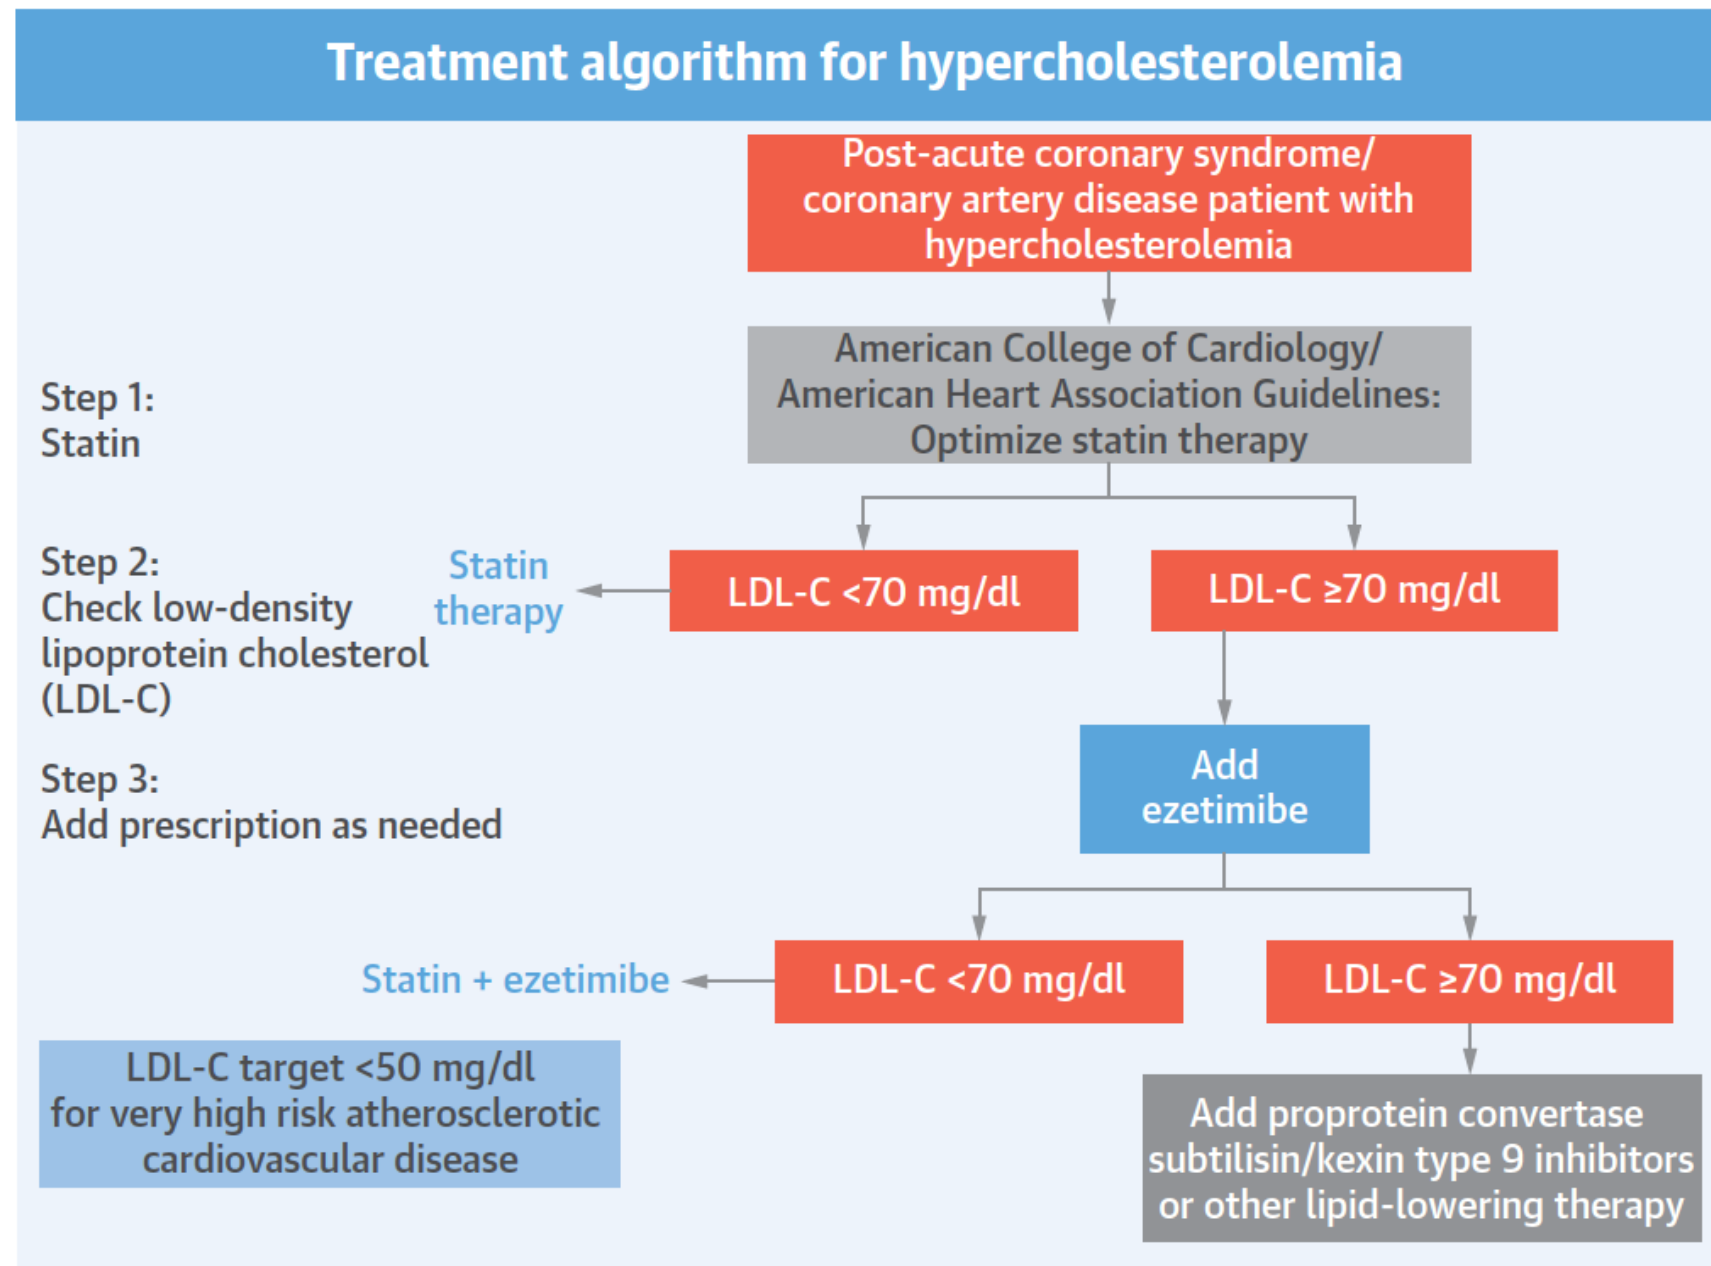 Treatment algorithm for hypercholesterolemia
Post-acute coronary syndrome/
coronary artery disease patient with
hypercholesterolemia
Step 1:
Statin
American College of Cardiology/
American Heart Association Guidelines:
Optimize statin therapy
Step 2:
Check low-density
lipoprotein cholesterol
(LDL-C)
Statin
therapy
LDL-C <70 mg/dl
LDL-C ≥70 mg/dl
Step 3:
Add prescription as needed
Add
ezetimibe
Statin + ezetimibe
LDL-C <70 mg/dl
LDL-C ≥70 mg/dl
LDL-C target <50 mg/dl
for very high risk atherosclerotic
cardiovascular disease
Add proprotein convertase
subtilisin/kexin type 9 inhibitors
or other lipid-lowering therapy